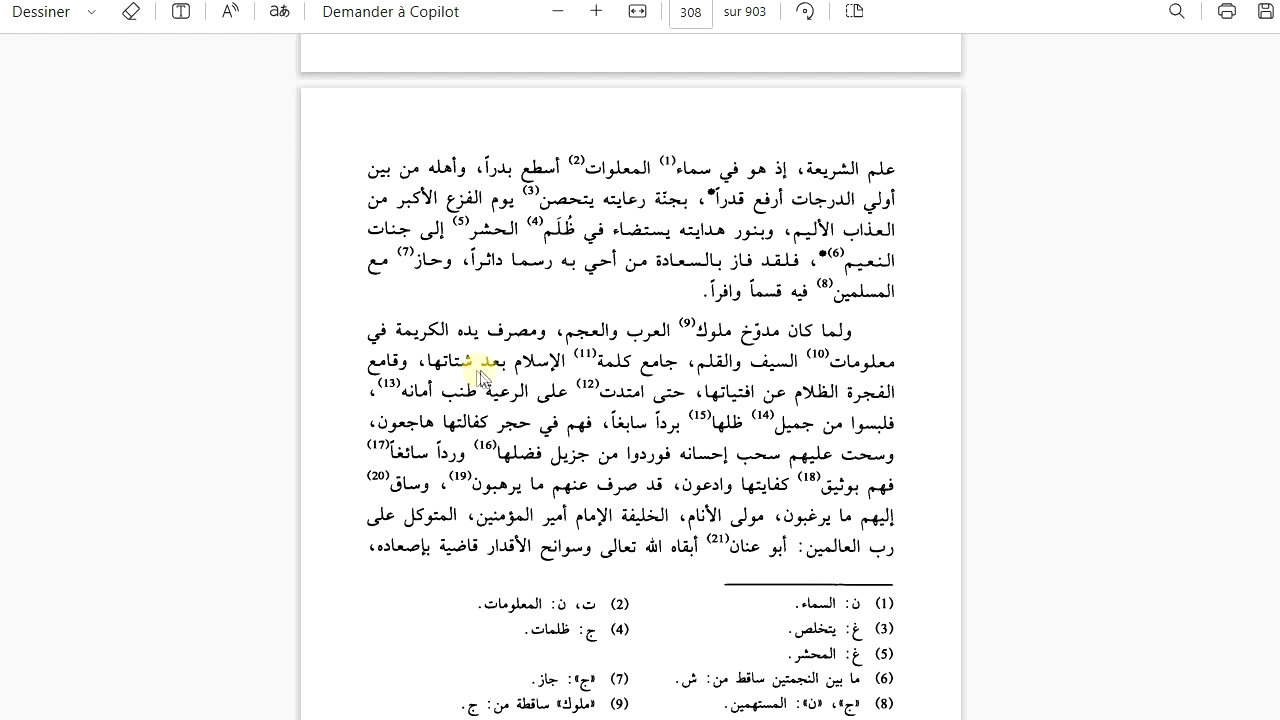 Dessiner Demander à Copilot 308 sur 903
علم الشريعة، إذ هو في سماء(1) المعلوات(2) أسطع بدراً، وأهله من بين
أولي الدرجات أرفع قدراً*، بجنّة رعايته يتحصن(3) يوم الفزع الأكبر من
العذاب الأليم، وبنور هدايته يستضاء في ظُلَم(4) الحشر(5) إلى جنات
النعيم(6)*، فلقد فاز بالسعادة من أحي به رسما داثراً، وحاز(7) مع
المسلمين(8) فيه قسماً وافراً.
ولما كان مدوّخ ملوك(9) العرب والعجم، ومصرف يده الكريمة في
معلومات(10) السيف والقلم، جامع كلمة(11) الإسلام بعد شتاتها، وقامع
الفجرة الظلام عن افتياتها، حتى امتدت(12) على الرعية طنب أمانه(13)،
فلبسوا من جميل(14) ظلها(15) برداً سابغاً، فهم في حجر كفالتها هاجعون،
وسحت عليهم سحب إحسانه فوردوا من جزيل فضلها(16) ورداً سائغاً(17)
فهم بوثيق(18) كفايتها وادعون، قد صرف عنهم ما يرهبون(19)، وساق(20)
إليهم ما يرغبون، مولى الأنام، الخليفة الإمام أمير المؤمنين، المتوكل على
رب العالمين: أبو عنان(21) أبقاه الله تعالى وسوانح الأقدار قاضية بإصعاده،
(1) ن: السماء. (2) ت، ن: المعلومات.
(3) غ: يتخلص. (4) ج: ظلمات.
(5) غ: المحشر.
(6) ما بين النجمتين ساقط من: ش. (7) «ج»: جاز.
(8) «ج»، «ن»: المستهمين. (9) «ملوك» ساقطة من: ج.